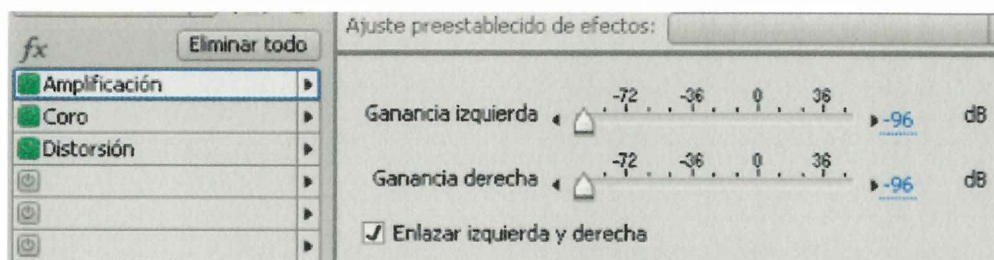 Ajuste preestablecido de efectos:
fx Eliminar todo
Amplificación
Coro
Distorsión
-72 -36 0 36
Ganancia izquierda -96 dB
-72 -36 0 36
Ganancia derecha -96 dB
Enlazar izquierda y derecha